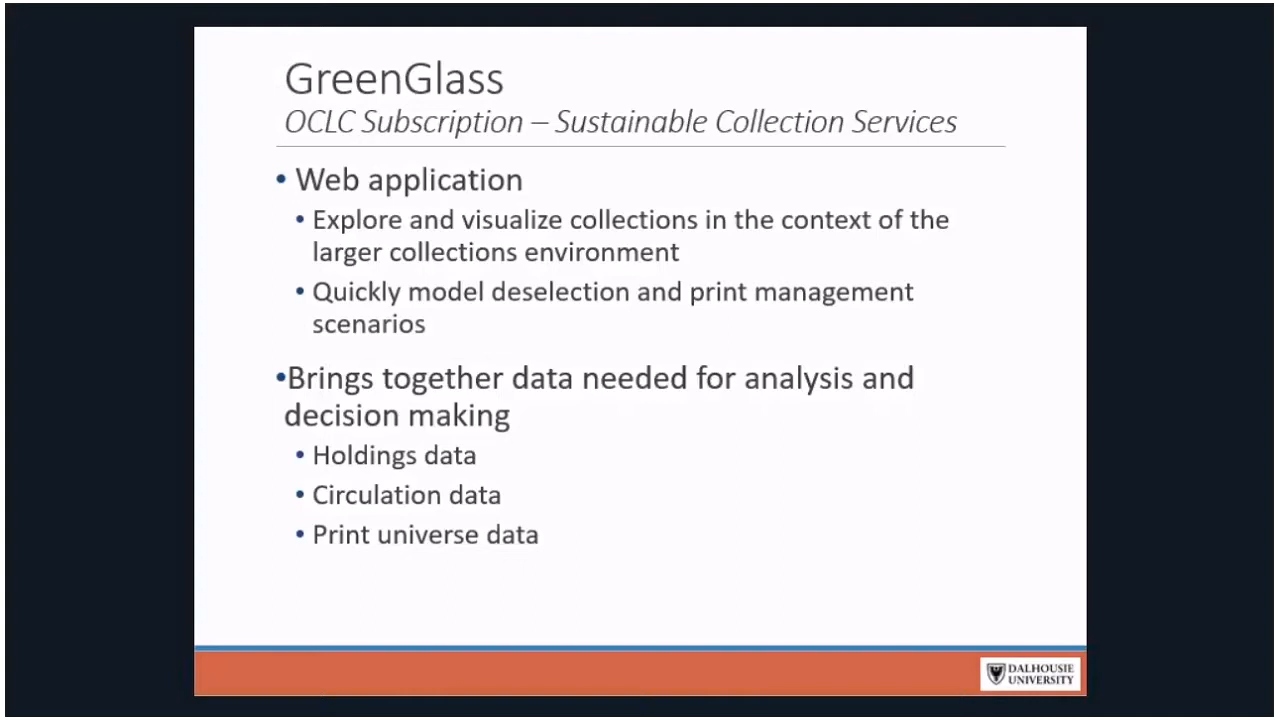 GreenGlass
OCLC Subscription – Sustainable Collection Services
• Web application
• Explore and visualize collections in the context of the
larger collections environment
• Quickly model deselection and print management
scenarios
•Brings together data needed for analysis and
decision making
• Holdings data
• Circulation data
• Print universe data
DALHOUSIE
UNIVERSITY